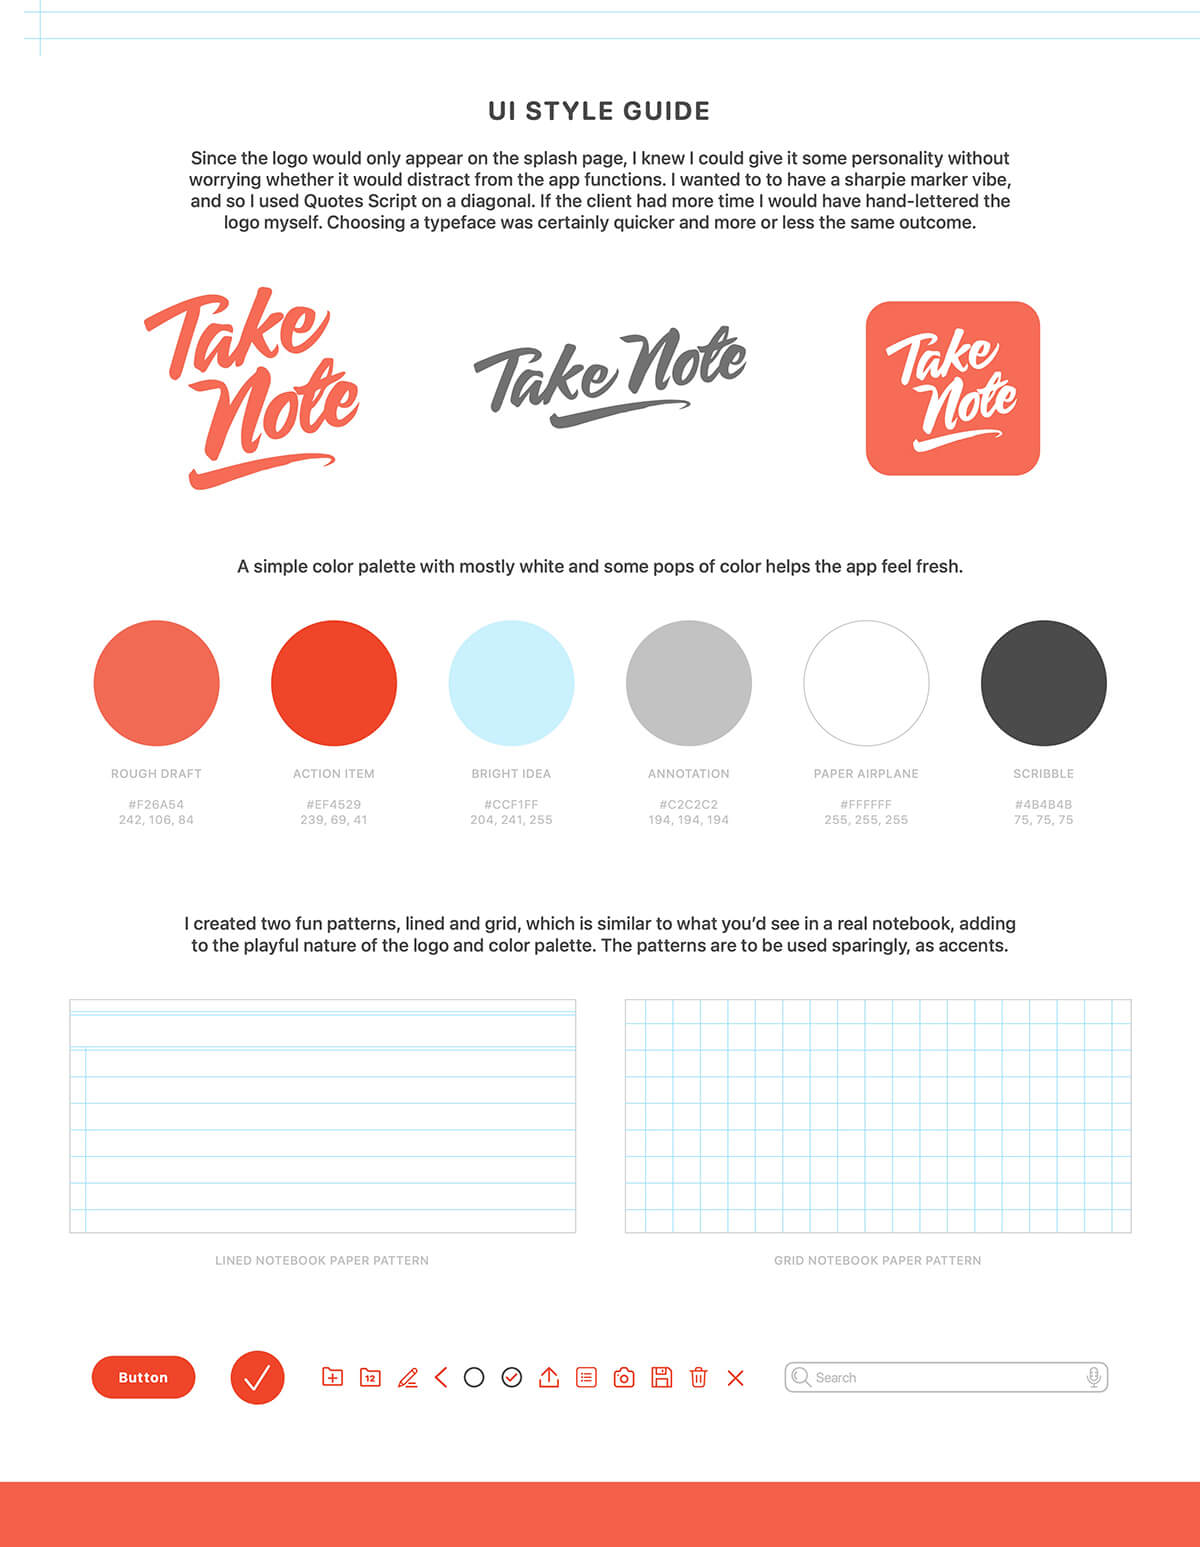 UI STYLE GUIDE
Since the logo would only appear on the splash page, I knew I could give it some personality without
worrying whether it would distract from the app functions. I wanted to to have a sharpie marker vibe,
and so I used Quotes Script on a diagonal. If the client had more time I would have hand-lettered the
logo myself. Choosing a typeface was certainly quicker and more or less the same outcome.
Take
Note
Take Note
Take
Note
A simple color palette with mostly white and some pops of color helps the app feel fresh.
ROUGH DRAFT
#F26A54
242, 106, 84
ACTION ITEM
#EF4529
239, 69, 41
BRIGHT IDEA
#CCF1FF
204, 241, 255
ANNOTATION
#C2C2C2
194, 194, 194
PAPER AIRPLANE
#FFFFFF
255, 255, 255
SCRIBBLE
#4B4B4B
75, 75, 75
I created two fun patterns, lined and grid, which is similar to what you’d see in a real notebook, adding
to the playful nature of the logo and color palette. The patterns are to be used sparingly, as accents.
LINED NOTEBOOK PAPER PATTERN
GRID NOTEBOOK PAPER PATTERN
Button
12
Search